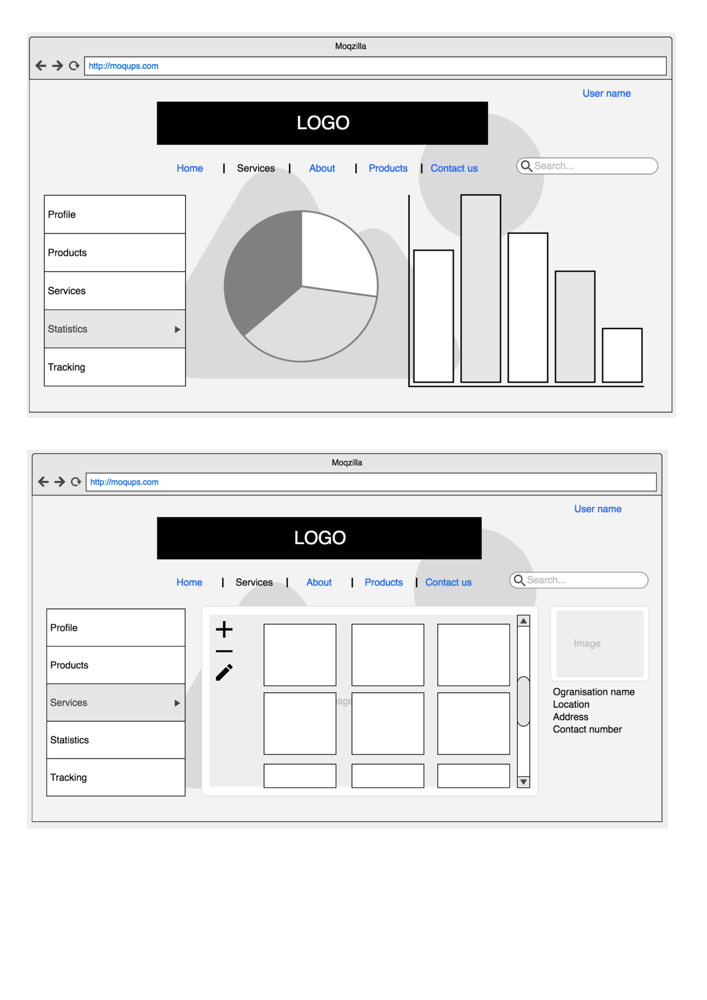 Moqzilla
http://moqups.com
User name
LOGO
Home | Services | About | Products | Contact us
Search...
Profile
Products
Services
Statistics
Tracking
Moqzilla
http://moqups.com
User name
LOGO
Home | Services | About | Products | Contact us
Search...
Profile
Products
Services
Statistics
Tracking
age
Image
Ogranisation name
Location
Address
Contact number